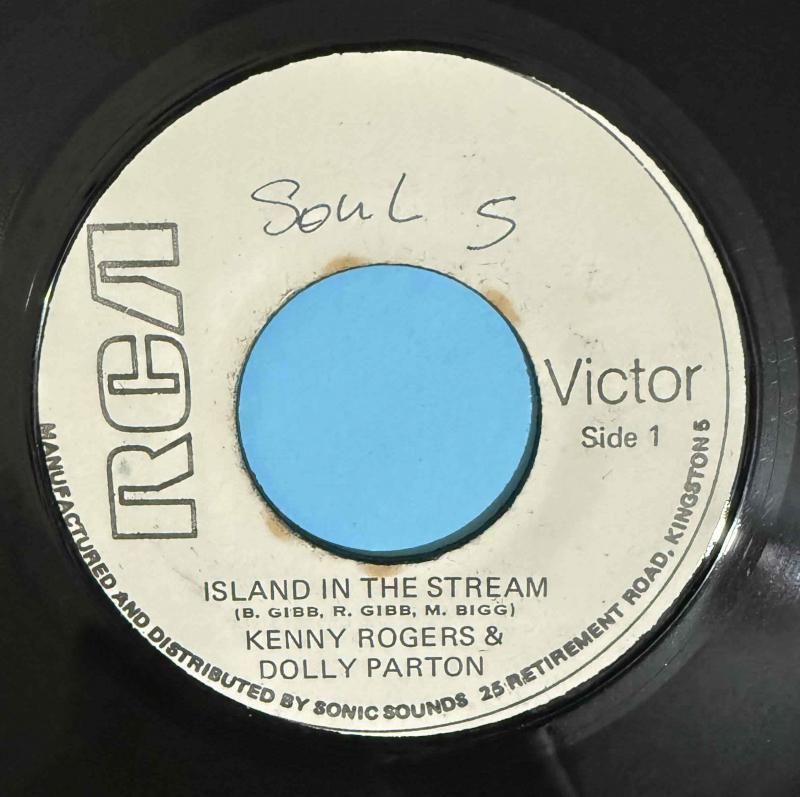 Soul 5
RCA
Victor
Side 1
ISLAND IN THE STREAM
(B. GIBB, R. GIBB, M. BIGG)
KENNY ROGERS &
DOLLY PARTON
MANUFACTURED AND DISTRIBUTED BY SONIC SOUNDS 25 RETIREMENT ROAD, KINGSTON 5